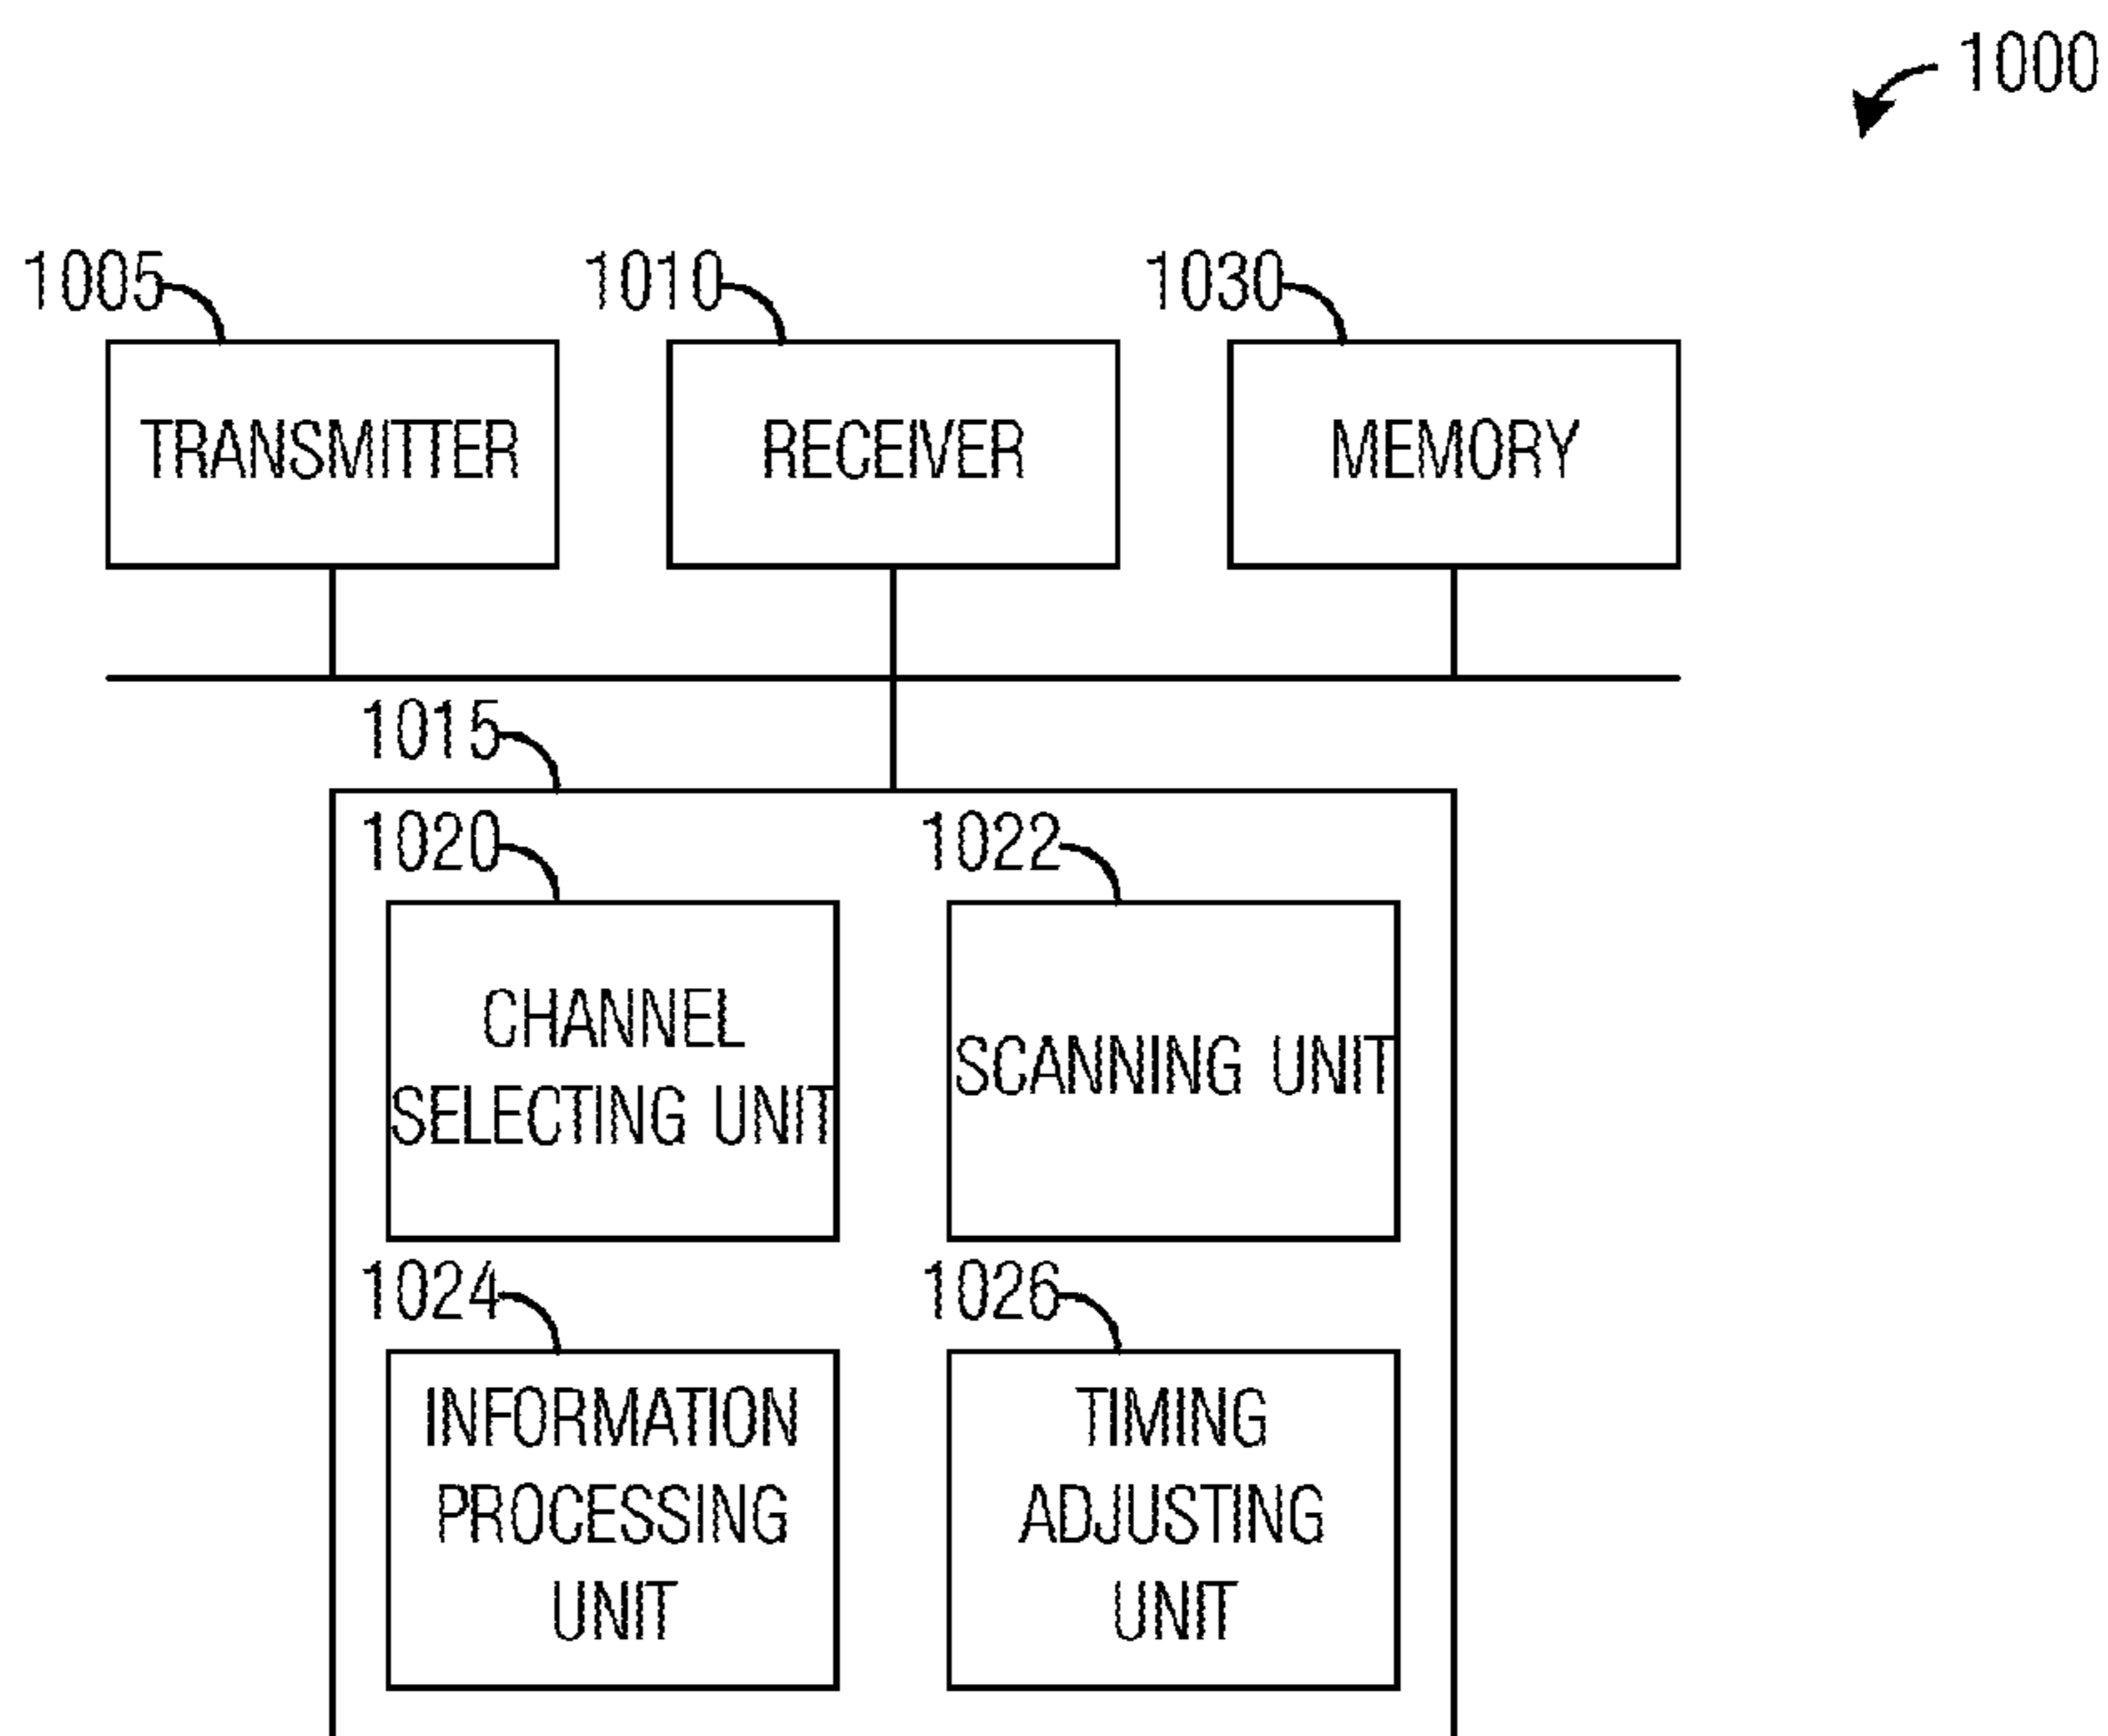 1000
1005
1010
1030
TRANSMITTER
RECEIVER
MEMORY
1015
1020
1022
CHANNEL
SELECTING UNIT
SCANNING UNIT
1024
1026
INFORMATION
PROCESSING
UNIT
TIMING
ADJUSTING
UNIT